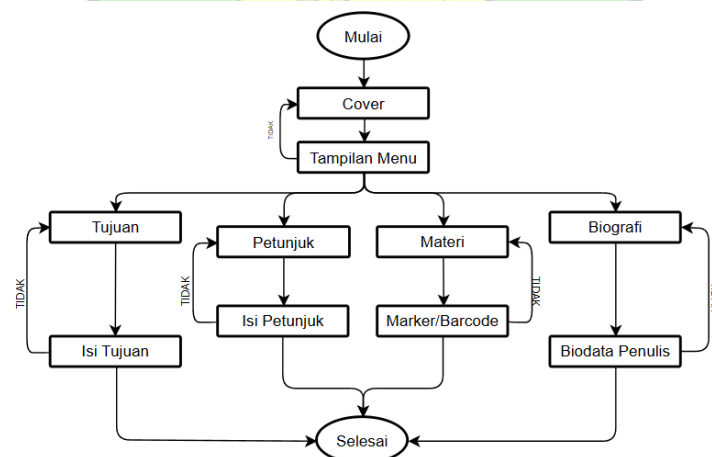 Mulai
Cover
TIDAK
Tampilan Menu
Tujuan
Petunjuk
Materi
Biografi
TIDAK
TIDAK
TIDAK
Isi Tujuan
Isi Petunjuk
Marker/Barcode
Biodata Penulis
Selesai